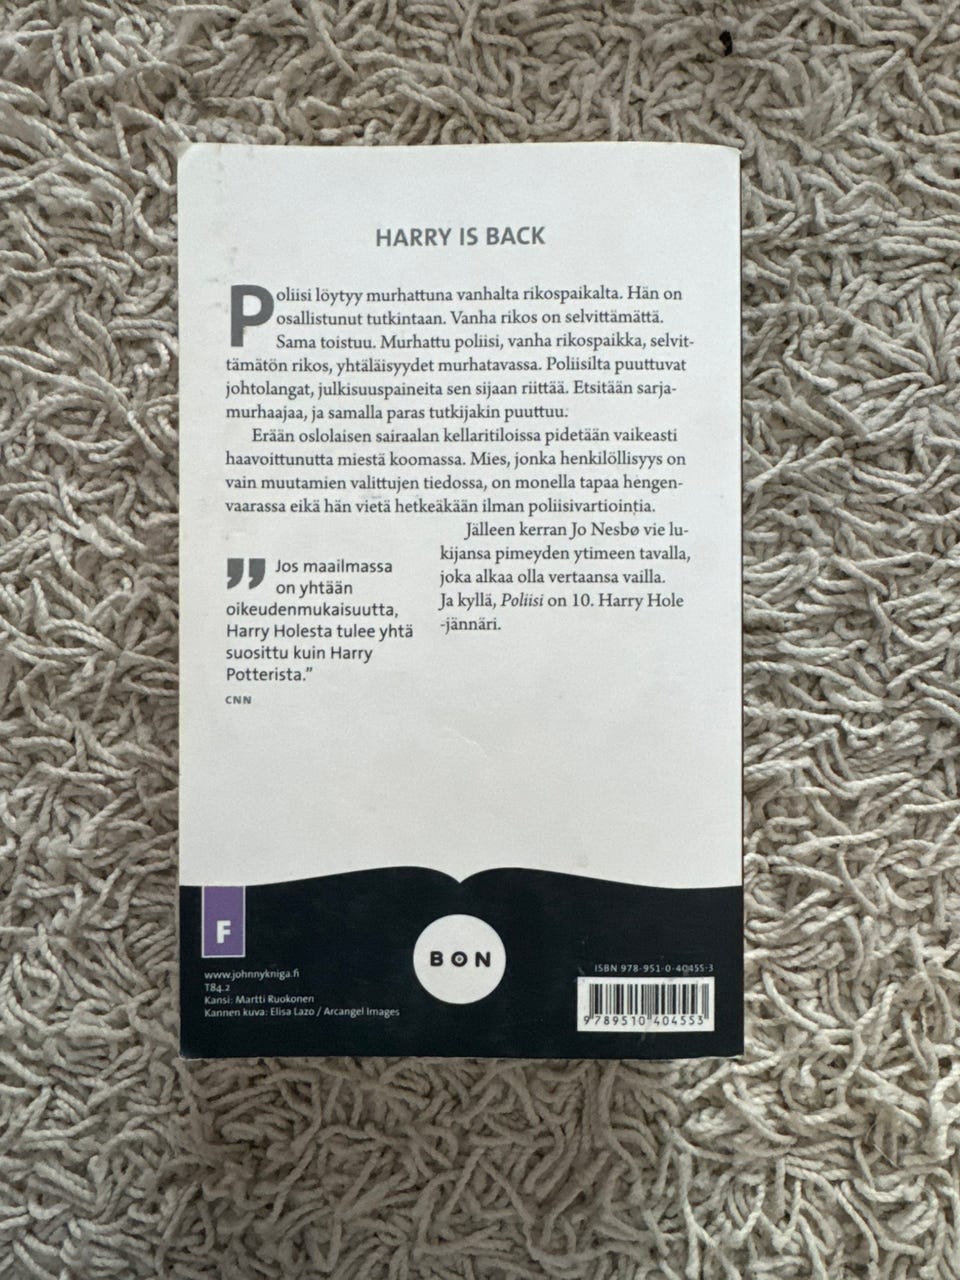 HARRY IS BACK
Poliisi löytyy murhattuna vanhalta rikospaikalta. Hän on
osallistunut tutkintaan. Vanha rikos on selvittämättä.
Sama toistuu. Murhattu poliisi, vanha rikospaikka, selvit-
tämätön rikos, yhtäläisyydet murhatavassa. Poliisilta puuttuvat
johtolangat, julkisuuspaineita sen sijaan riittää. Etsitään sarja-
murhaajaa, ja samalla paras tutkijakin puuttuu.
Erään oslolaisen sairaalan kellaritiloissa pidetään vaikeasti
haavoittunutta miestä koomassa. Mies, jonka henkilöllisyys on
vain muutamien valittujen tiedossa, on monella tapaa hengen-
vaarassa eikä hän vietä hetkeäkään ilman poliisivartiointia.
Jälleen kerran Jo Nesbø vie lu-
kijansa pimeyden ytimeen tavalla,
joka alkaa olla vertaansa vailla.
Ja kyllä, Poliisi on 10. Harry Hole
-jännäri.
” Jos maailmassa
on yhtään
oikeudenmukaisuutta,
Harry Holesta tulee yhtä
suosittu kuin Harry
Potterista.”
CNN
F
www.johnnykniga.fi
T84.2
Kansi: Martti Ruokonen
Kannen kuva: Elisa Lazo / Arcangel Images
BON
ISBN 978-951-0-40455-3
9 789510 404553